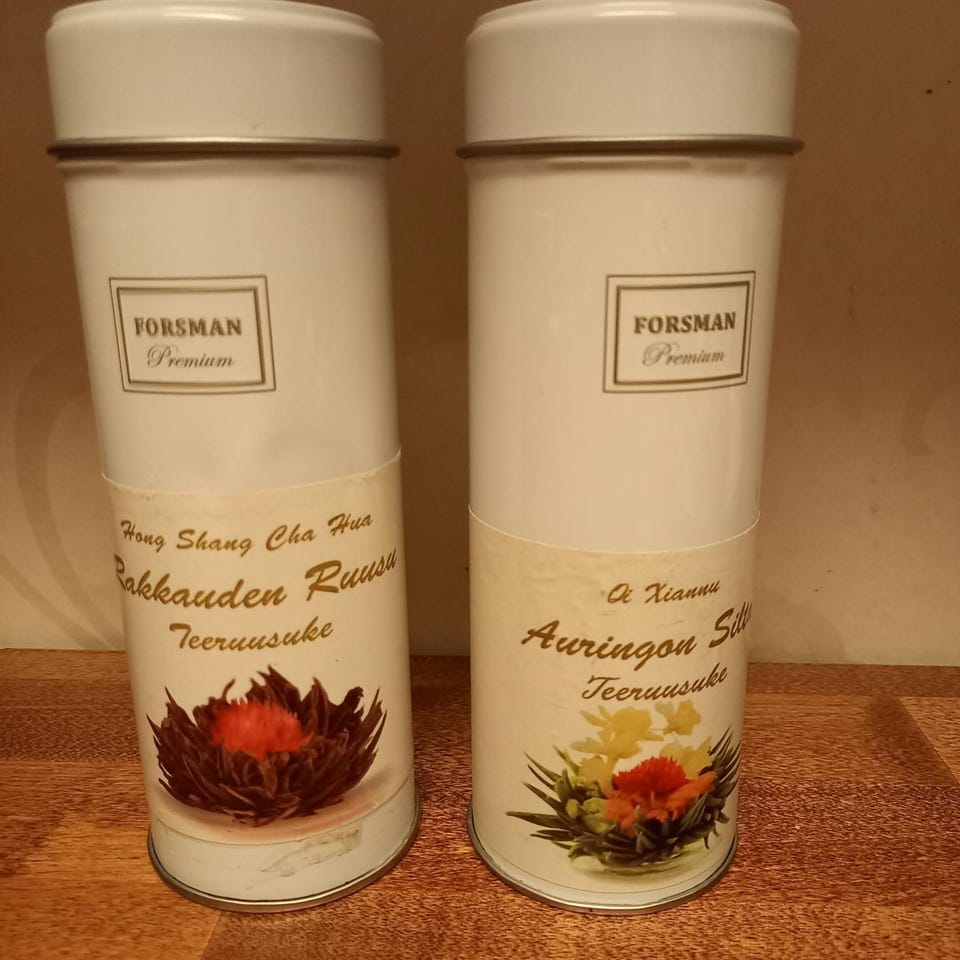 FORSMAN
Premium
Hong Shang Cha Hua
Rakkauden Ruusu
Teeruusuke
FORSMAN
Premium
Qi Xiannu
Auringon
Teeruusuke